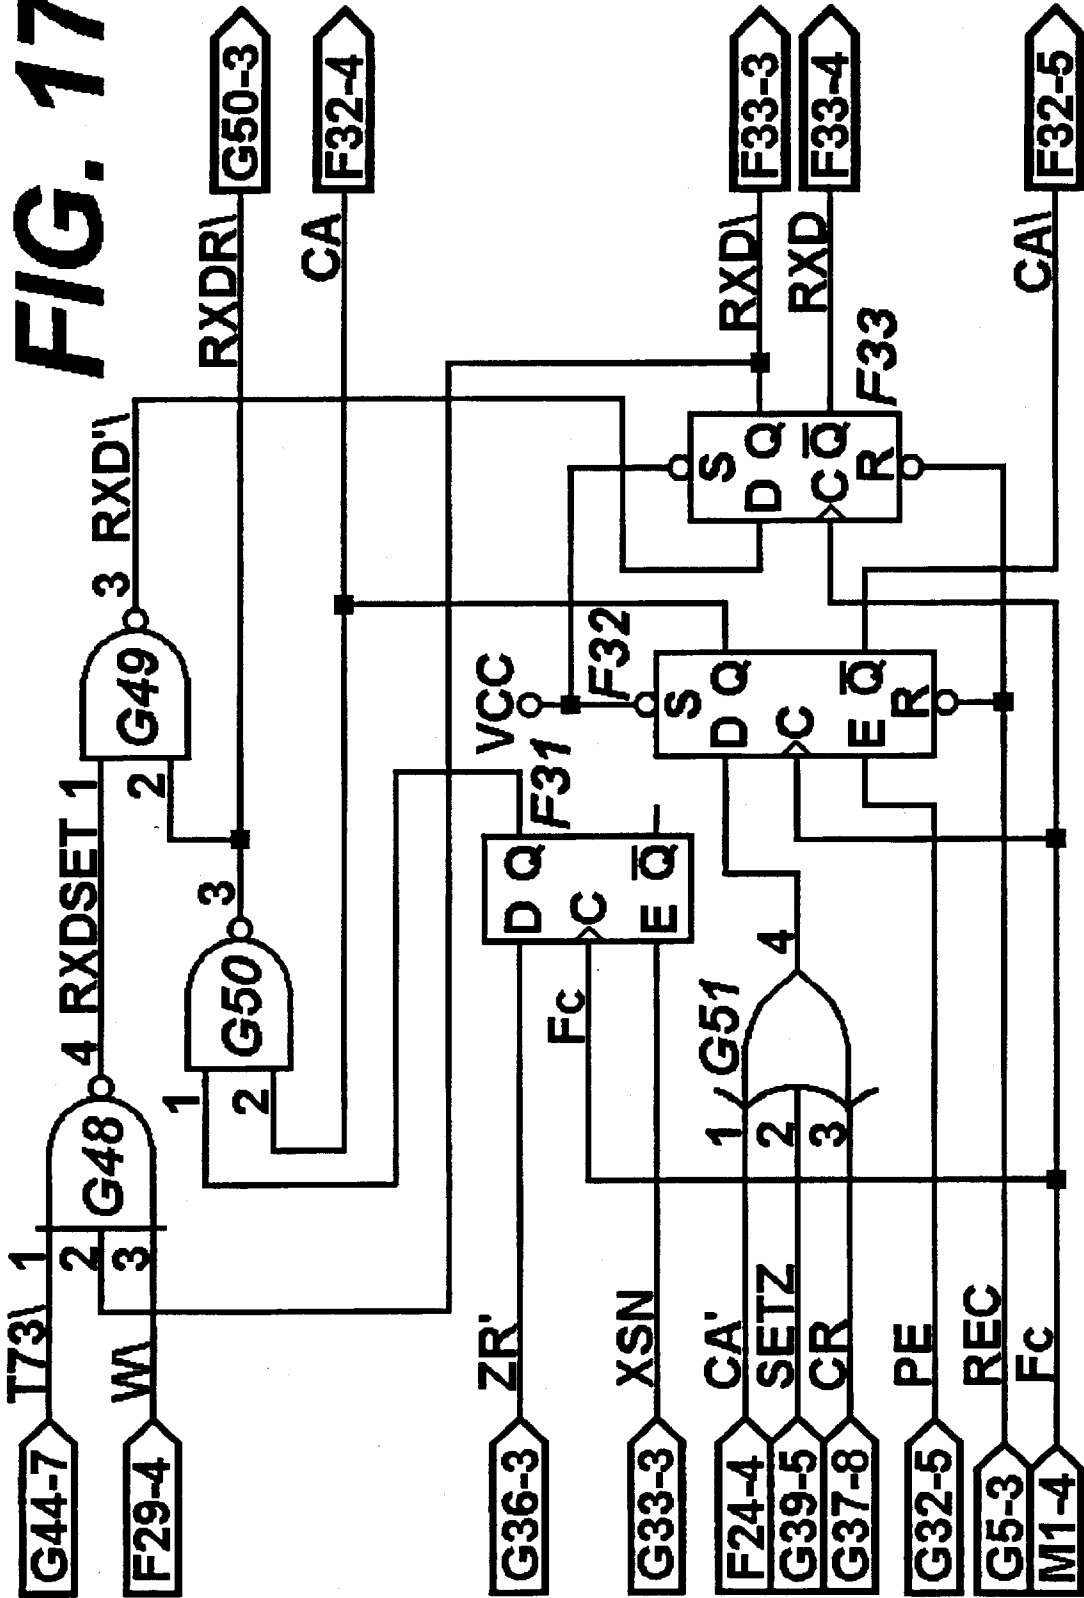 FIG. 17
G44-7
T73\
1
2
3
G48
4
RXDSET
1
2
G49
3
RXD'\
F29-4
W\
1
2
G50
3
RXDR\
G50-3
CA
F32-4
G36-3
ZR'
Fc
G33-3
XSN
D
Q
C
E
Q
F31
VCC
F24-4
CA'
1
G39-5
SETZ
2
G37-8
CR
3
G51
4
F32
S
D
Q
C
E
Q
R
G32-5
PE
G5-3
REC
M1-4
Fc
S
D
Q
C
Q
R
F33
RXD\
F33-3
RXD
F33-4
CA\
F32-5